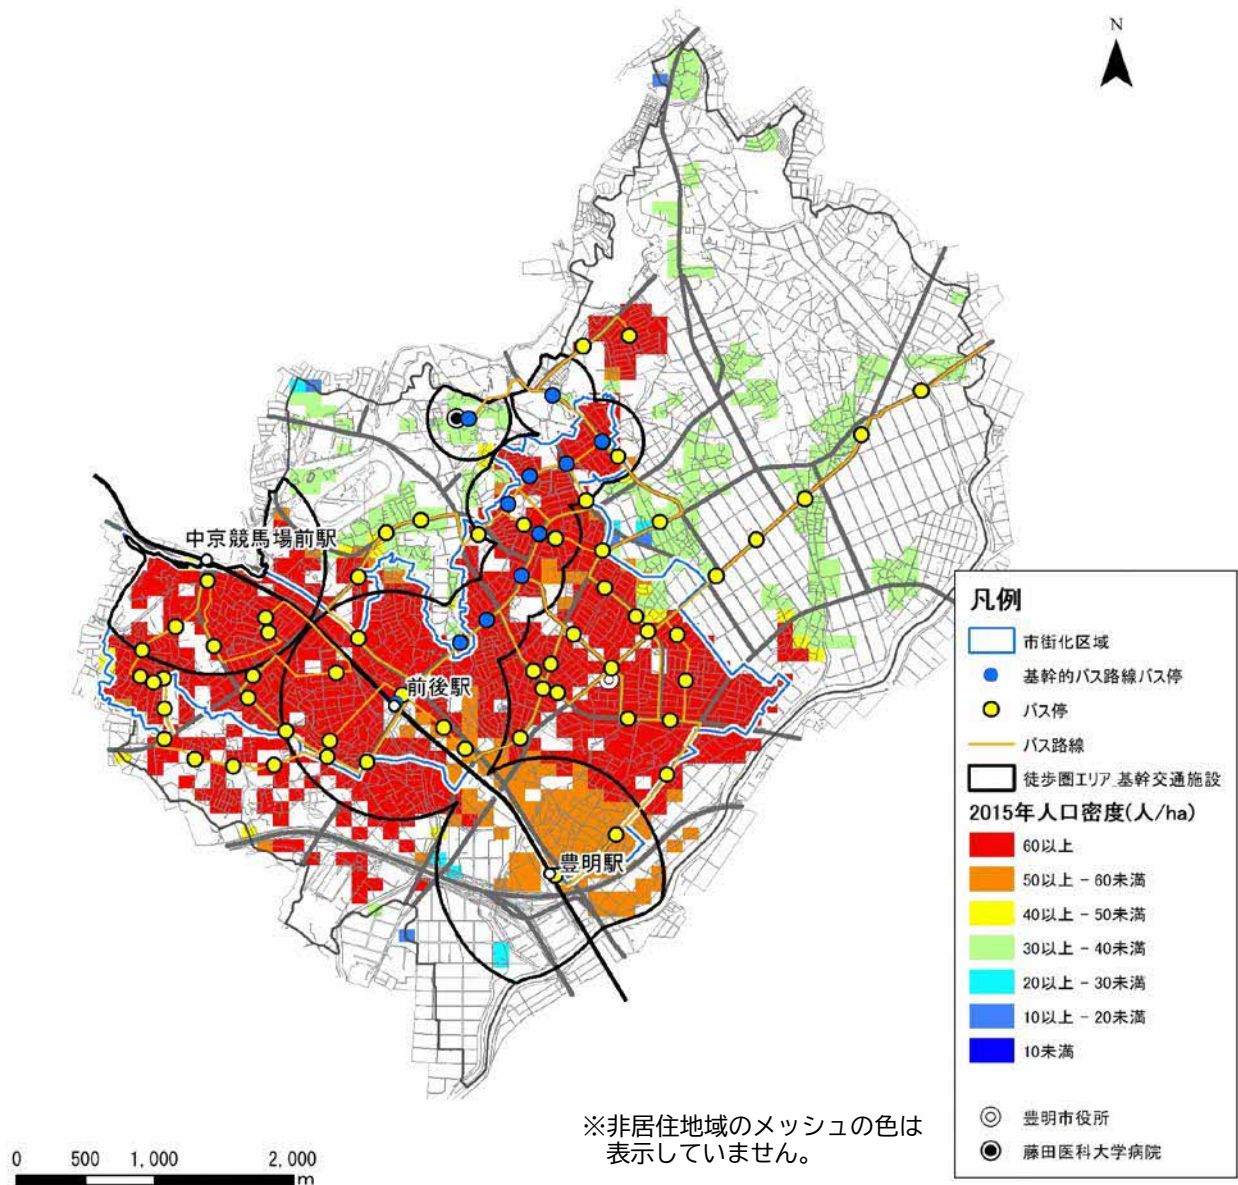 N
中京競馬場前駅
前後駅
豊明駅
凡例
市街化区域
基幹的バス路線バス停
バス停
バス路線
徒歩圏エリア_基幹交通施設
2015年人口密度(人/ha)
60以上
50以上 - 60未満
40以上 - 50未満
30以上 - 40未満
20以上 - 30未満
10以上 - 20未満
10未満
豊明市役所
藤田医科大学病院
※非居住地域のメッシュの色は
表示していません。
0 500 1,000 2,000
m